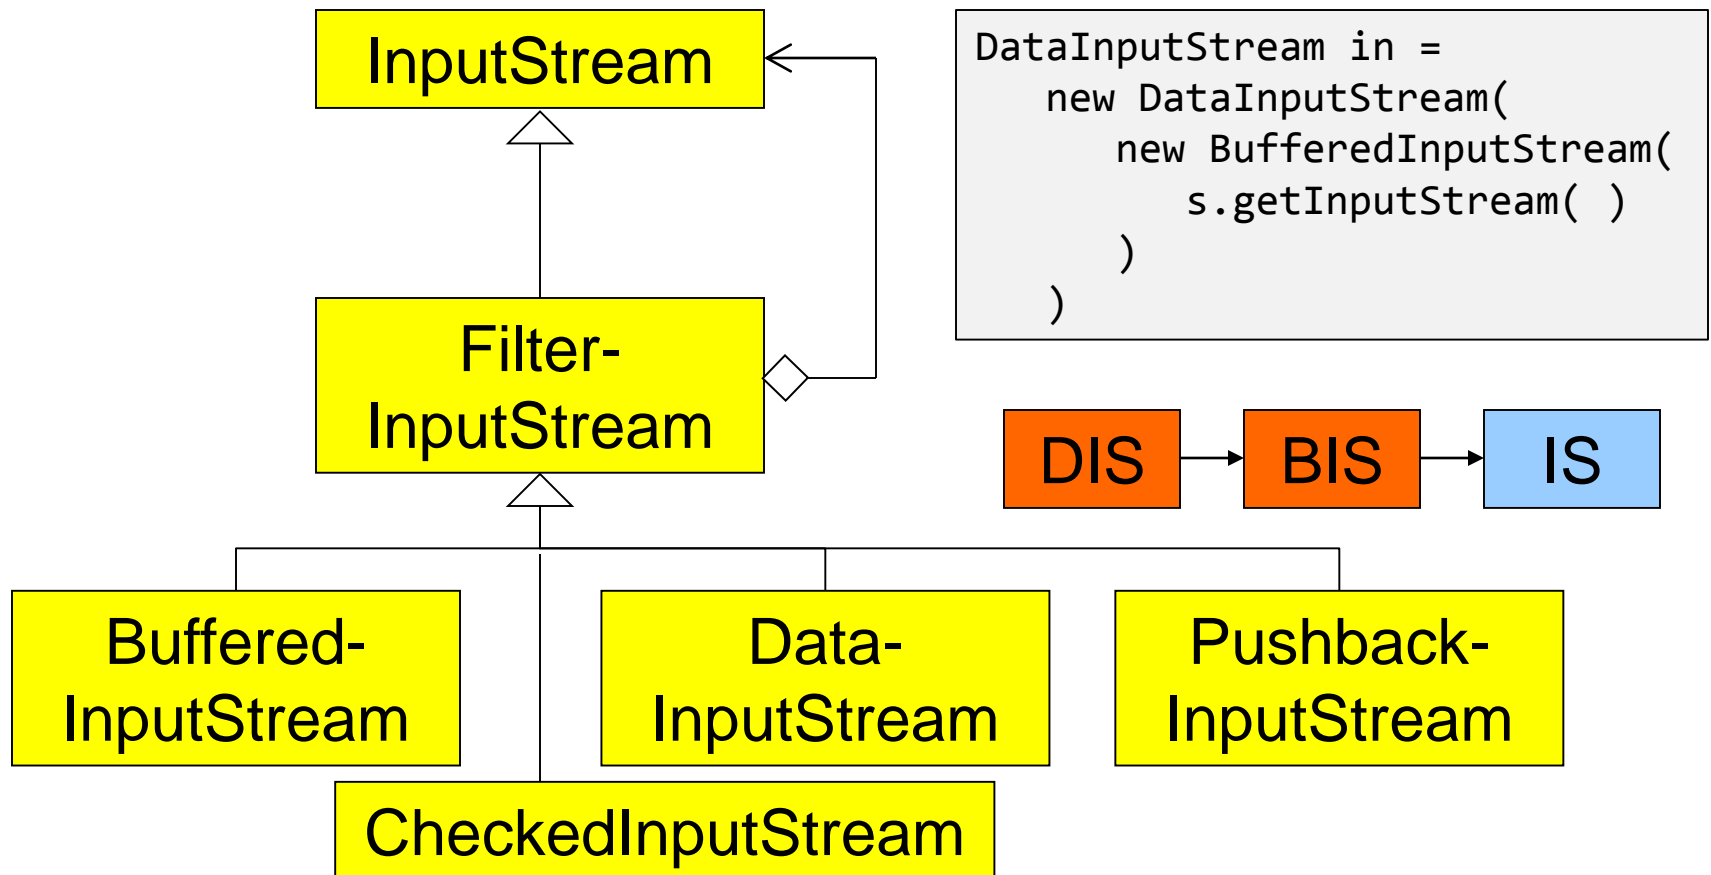 InputStream
DataInputStream in =
new DataInputStream(
new BufferedInputStream(
s.getInputStream( )
)
)
Filter-
InputStream
DIS
BIS
IS
Buffered-
InputStream
Data-
InputStream
Pushback-
InputStream
CheckedInputStream